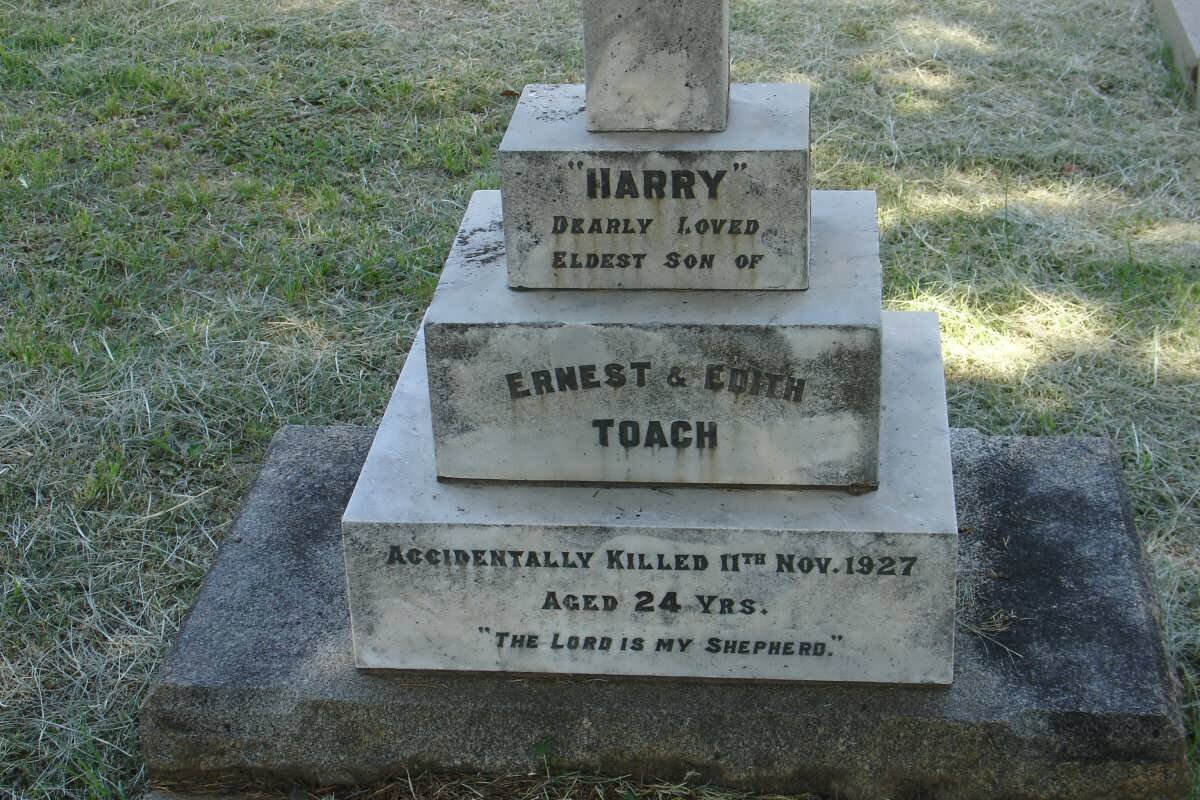 "HARRY"
DEARLY LOVED
ELDEST SON OF
ERNEST & EDITH
TOACH
ACCIDENTALLY KILLED 11TH NOV. 1927
AGED 24 YRS.
"THE LORD IS MY SHEPHERD."